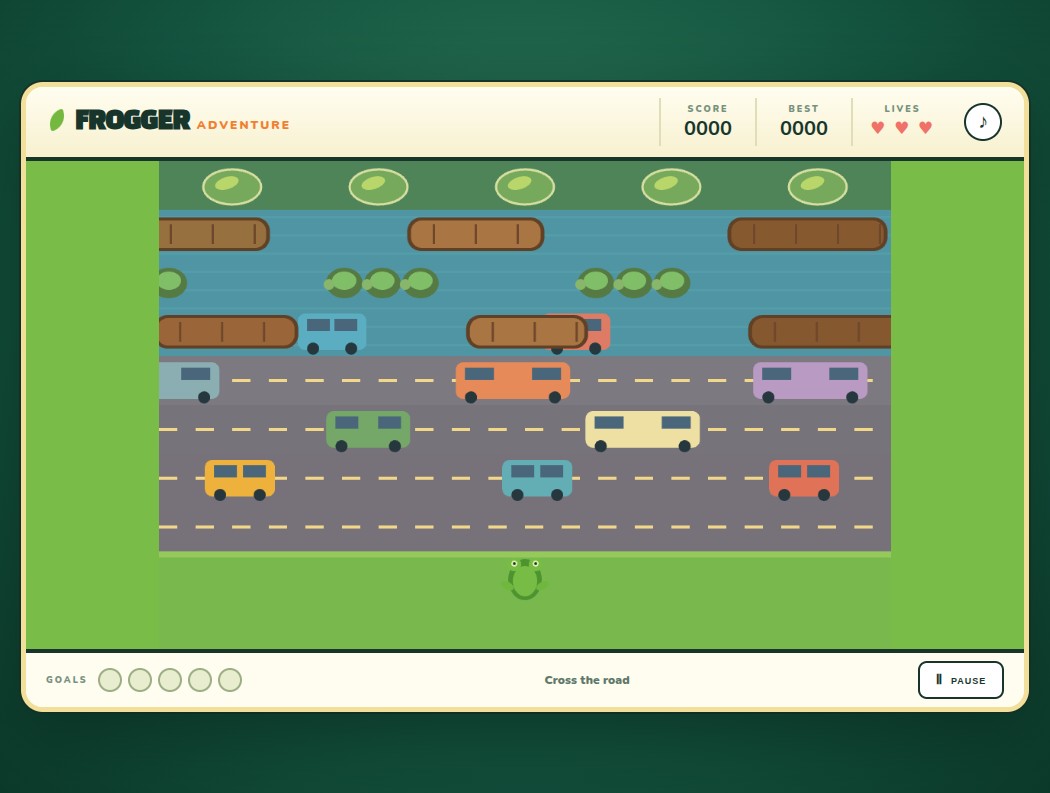 FROGGER ADVENTURE
SCORE
0000
BEST
0000
LIVES
GOALS
Cross the road
PAUSE